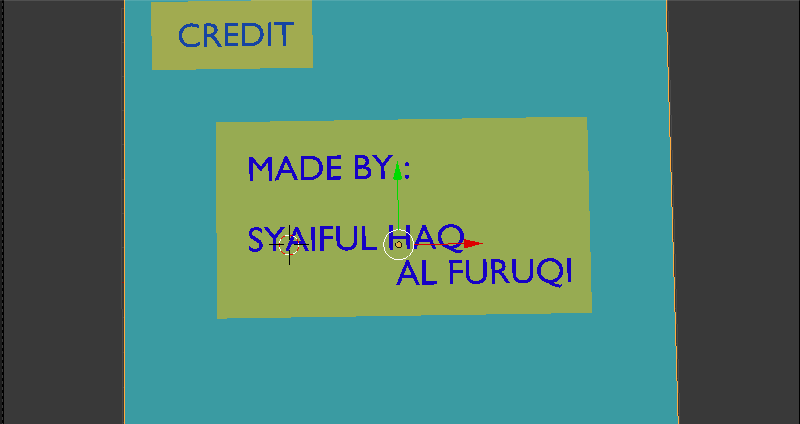 CREDIT
MADE BY :
SYAIFUL HAQ
AL FURUQI